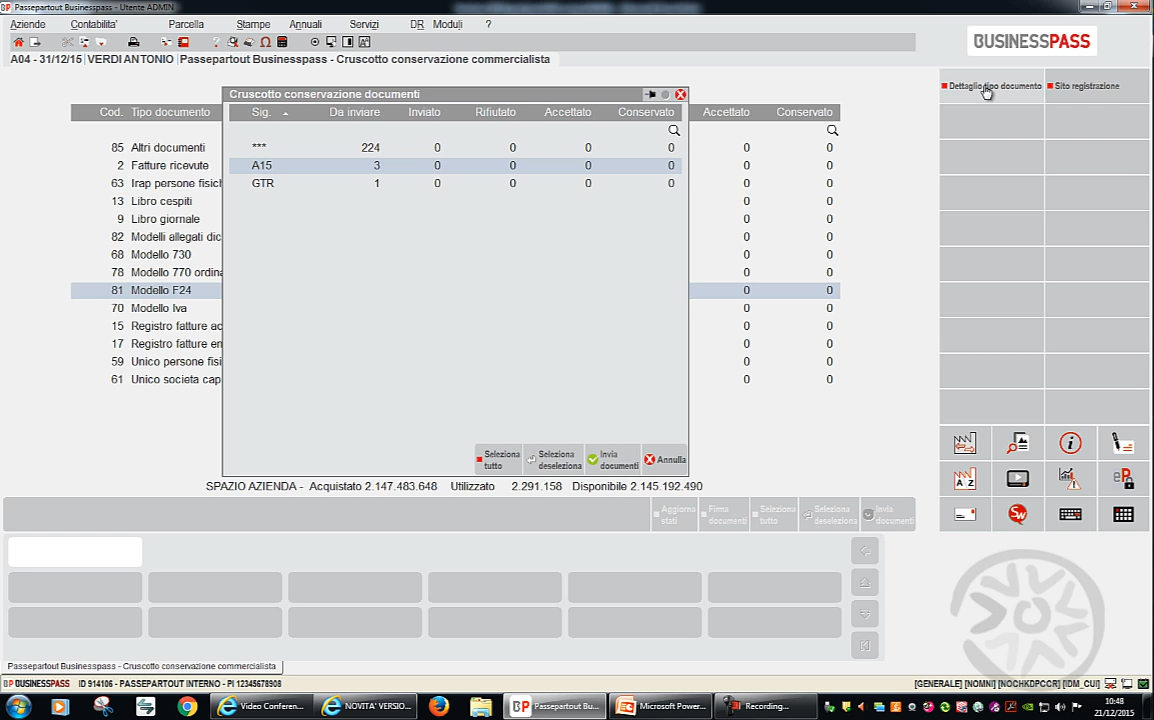 Passepartout Businesspass - Utente ADMIN
Aziende Contabilita' Parcella Stampe Annuali Servizi DR Moduli ?
A04 - 31/12/15 VERDI ANTONIO Passepartout Businesspass - Cruscotto conservazione commercialista
BUSINESSPASS
Dettaglio tipo documento Sito registrazione
Cruscotto conservazione documenti
Cod. Tipo documento Sig. Da inviare Inviato Rifiutato Accettato Conservato Accettato Conservato
85 Altri documenti *** 224 0 0 0 0 0 0
2 Fatture ricevute A15 3 0 0 0 0 0 0
63 Irap persone fisich GTR 1 0 0 0 0 0 0
13 Libro cespiti 0 0
9 Libro giornale 0 0
82 Modelli allegati dic 0 0
68 Modello 730 0 0
78 Modello 770 ordina 0 0
81 Modello F24 0 0
70 Modello Iva 0 0
15 Registro fatture ac 0 0
17 Registro fatture en 0 0
59 Unico persone fisi 0 0
61 Unico societa cap 0 0
Seleziona tutto Seleziona deseleziona Invia documenti Annulla
SPAZIO AZIENDA - Acquistato 2.147.483.648 Utilizzato 2.291.158 Disponibile 2.145.192.490
Aggiorna stati Firma documenti Seleziona tutto Seleziona deseleziona Invia documenti
Passepartout Businesspass - Cruscotto conservazione commercialista
BUSINESSPASS ID 914106 - PASSEPARTOUT INTERNO - PI 12345678908
[GENERALE] [NOMNI] [NOCHKDPCCR] [IDM_CUI]
Video Conferen... NOVITA' VERSIO... Passepartout Bu... Microsoft Power... Recording...
10:48
21/12/2015